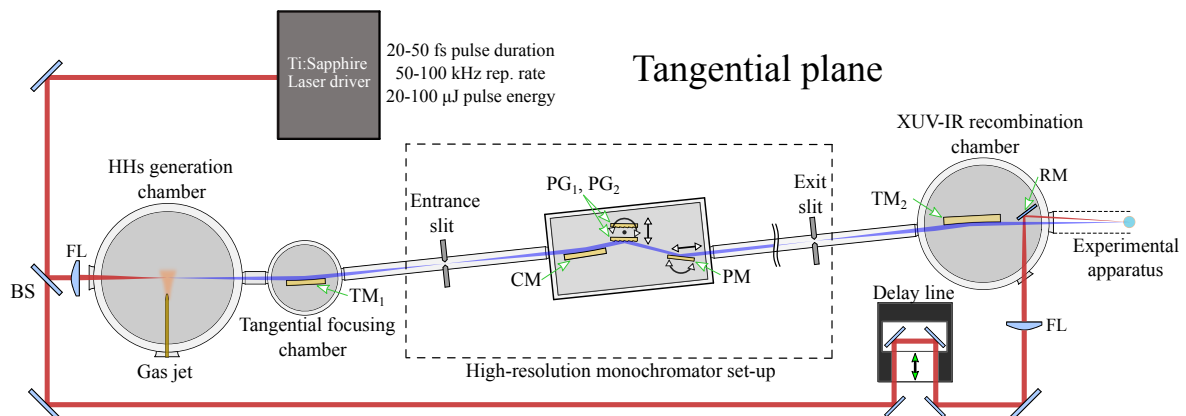 Ti:Sapphire
Laser driver
20-50 fs pulse duration
50-100 kHz rep. rate
20-100 µJ pulse energy
Tangential plane
XUV-IR recombination
chamber
HHs generation
chamber
Entrance
slit
PG₁, PG₂
Exit
slit
TM₂
RM
FL
BS
TM₁
CM
PM
Experimental
apparatus
Tangential focusing
chamber
Delay line
FL
Gas jet
High-resolution monochromator set-up